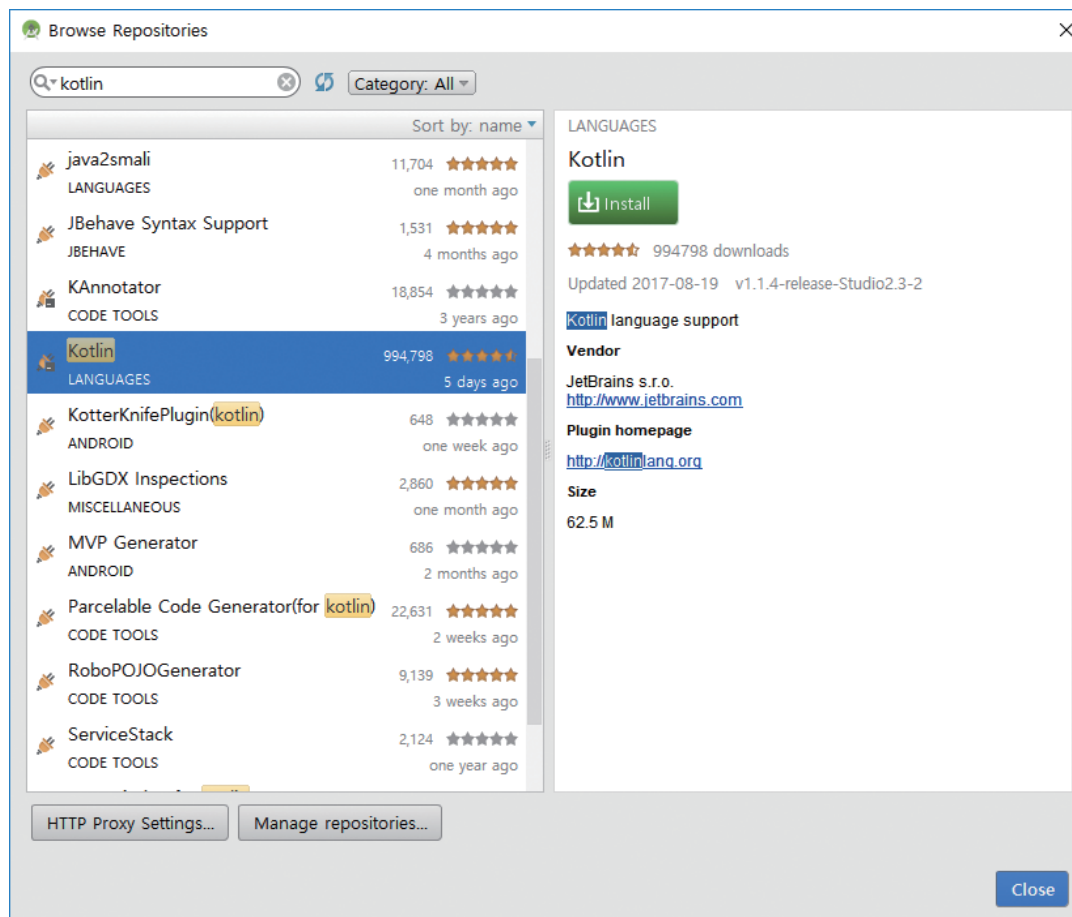 Browse Repositories
kotlin
Category: All
Sort by: name
java2smali
11,704
LANGUAGES
one month ago
JBehave Syntax Support
1,531
JBEHAVE
4 months ago
KAnnotator
18,854
CODE TOOLS
3 years ago
Kotlin
994,798
LANGUAGES
5 days ago
KotterKnifePlugin(kotlin)
648
ANDROID
one week ago
LibGDX Inspections
2,860
MISCELLANEOUS
one month ago
MVP Generator
686
ANDROID
2 months ago
Parcelable Code Generator(for kotlin)
22,631
CODE TOOLS
2 weeks ago
RoboPOJOGenerator
9,139
CODE TOOLS
3 weeks ago
ServiceStack
2,124
CODE TOOLS
one year ago
LANGUAGES
Kotlin
Install
994798 downloads
Updated 2017-08-19 v1.1.4-release-Studio2.3-2
Kotlin language support
Vendor
JetBrains s.r.o.
http://www.jetbrains.com
Plugin homepage
http://kotlinlang.org
Size
62.5 M
HTTP Proxy Settings...
Manage repositories...
Close